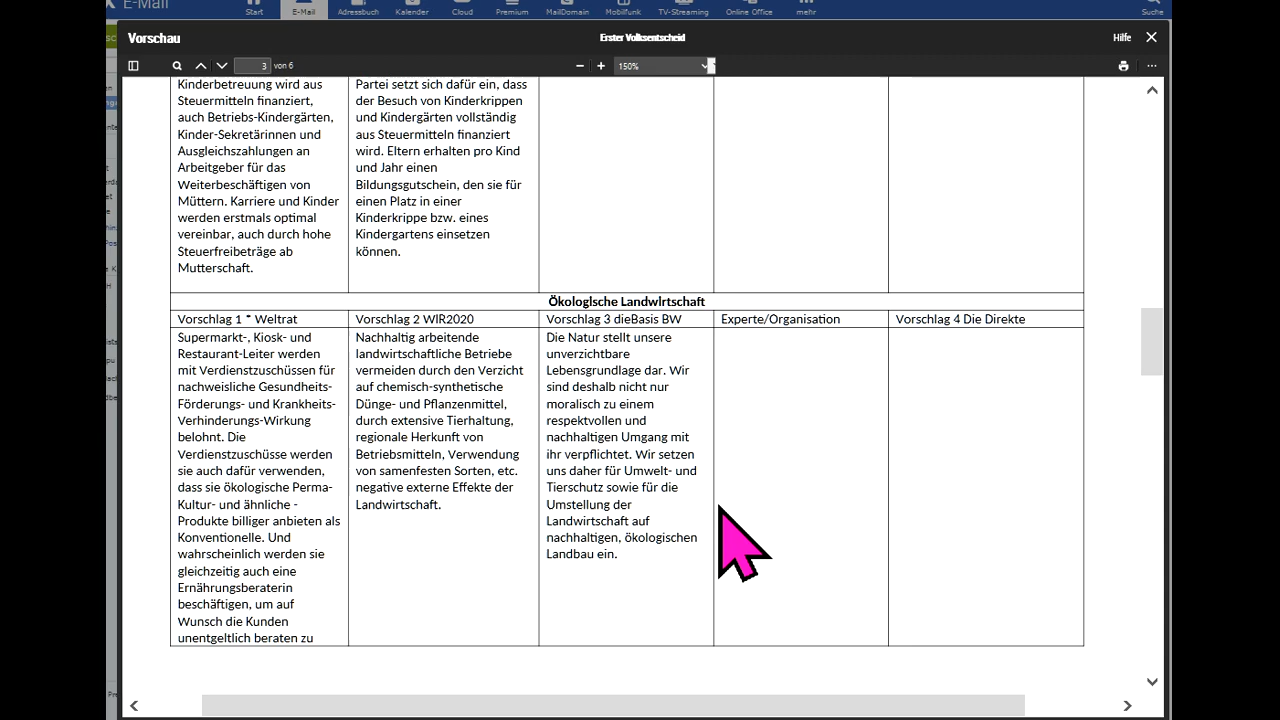 E-Mail
Start
E-Mail
Adressbuch
Kalender
Cloud
Premium
MailDomain
Mobilfunk
TV-Streaming
Online Office
mehr
Suche
Vorschau
Erster Volksentscheid
Hilfe
3 von 6
150%
Kinderbetreuung wird aus
Steuermitteln finanziert,
auch Betriebs-Kindergärten,
Kinder-Sekretärinnen und
Ausgleichszahlungen an
Arbeitgeber für das
Weiterbeschäftigen von
Müttern. Karriere und Kinder
werden erstmals optimal
vereinbar, auch durch hohe
Steuerfreibeträge ab
Mutterschaft.
Partei setzt sich dafür ein, dass
der Besuch von Kinderkrippen
und Kindergärten vollständig
aus Steuermitteln finanziert
wird. Eltern erhalten pro Kind
und Jahr einen
Bildungsgutschein, den sie für
einen Platz in einer
Kinderkrippe bzw. eines
Kindergartens einsetzen
können.
Ökologische Landwirtschaft
Vorschlag 1 * Weltrat
Vorschlag 2 WIR2020
Vorschlag 3 dieBasis BW
Experte/Organisation
Vorschlag 4 Die Direkte
Supermarkt-, Kiosk- und
Restaurant-Leiter werden
mit Verdienstzuschüssen für
nachweisliche Gesundheits-
Förderungs- und Krankheits-
Verhinderungs-Wirkung
belohnt. Die
Verdienstzuschüsse werden
sie auch dafür verwenden,
dass sie ökologische Perma-
Kultur- und ähnliche -
Produkte billiger anbieten als
Konventionelle. Und
wahrscheinlich werden sie
gleichzeitig auch eine
Ernährungsberaterin
beschäftigen, um auf
Wunsch die Kunden
unentgeltlich beraten zu
Nachhaltig arbeitende
landwirtschaftliche Betriebe
vermeiden durch den Verzicht
auf chemisch-synthetische
Dünge- und Pflanzenmittel,
durch extensive Tierhaltung,
regionale Herkunft von
Betriebsmitteln, Verwendung
von samenfesten Sorten, etc.
negative externe Effekte der
Landwirtschaft.
Die Natur stellt unsere
unverzichtbare
Lebensgrundlage dar. Wir
sind deshalb nicht nur
moralisch zu einem
respektvollen und
nachhaltigen Umgang mit
ihr verpflichtet. Wir setzen
uns daher für Umwelt- und
Tierschutz sowie für die
Umstellung der
Landwirtschaft auf
nachhaltigen, ökologischen
Landbau ein.